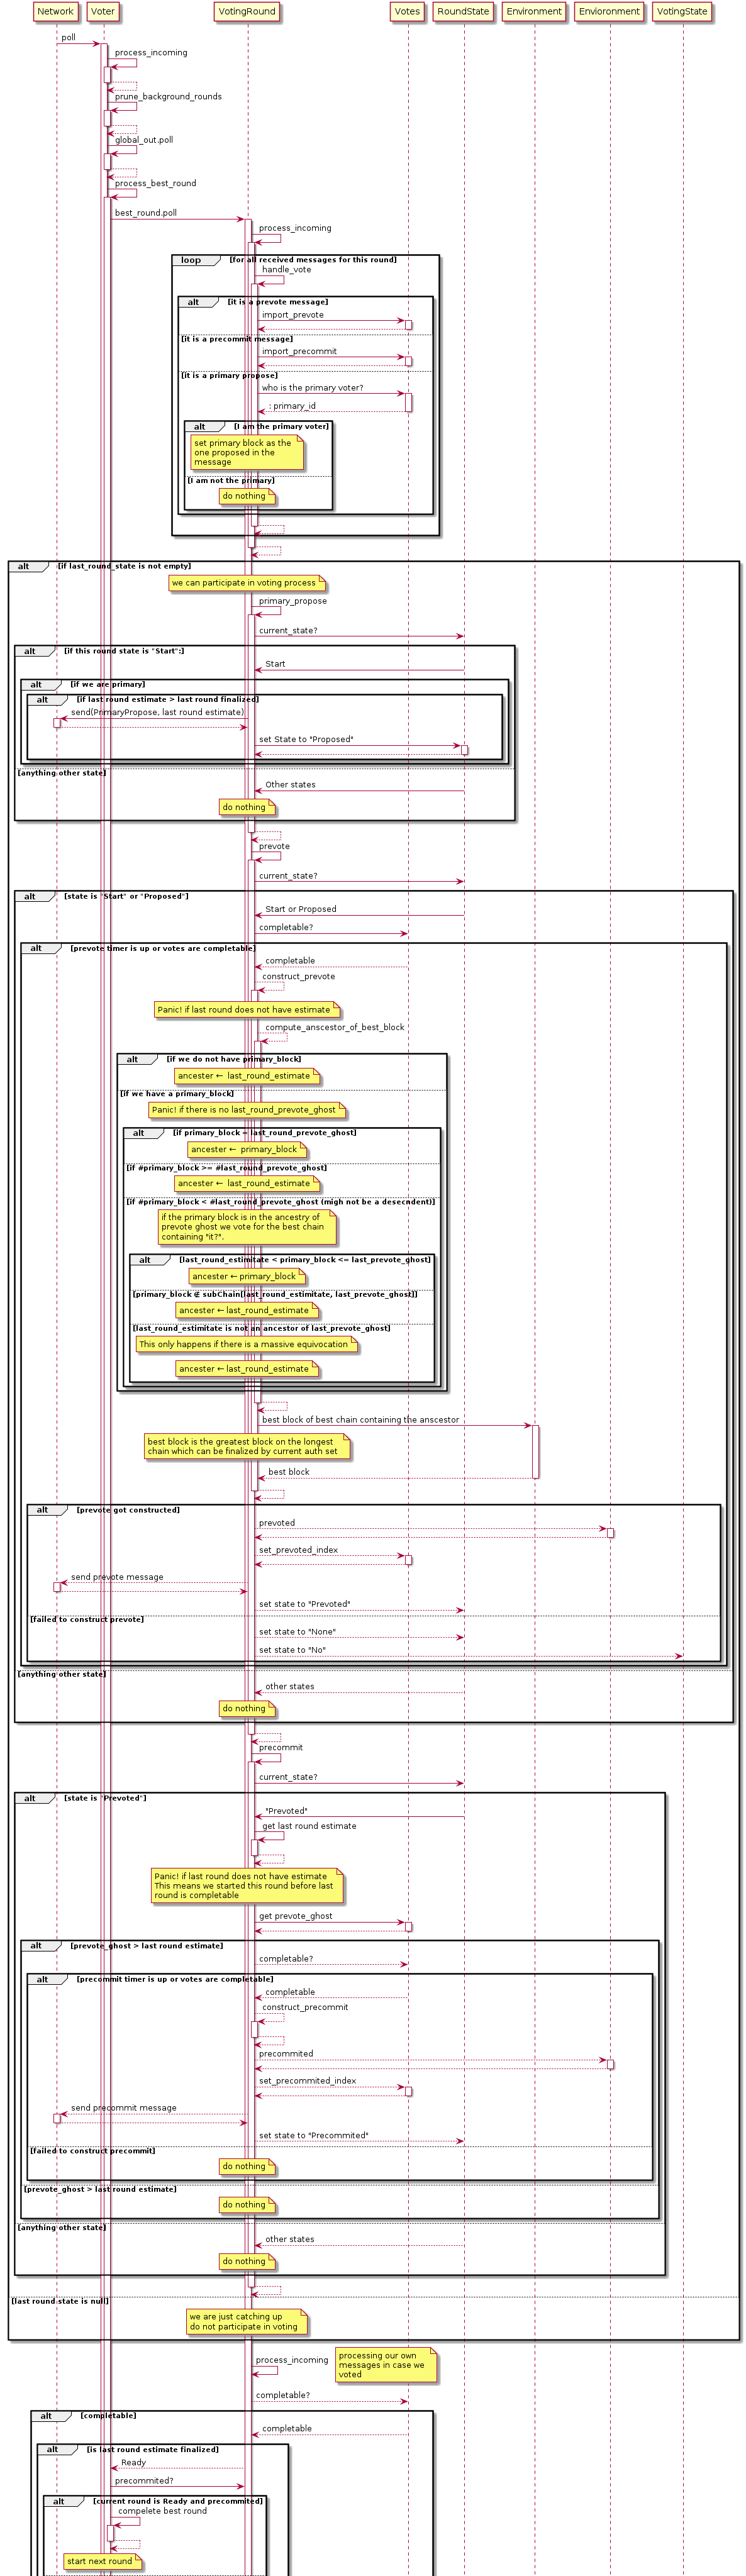 Network Voter VotingRound Votes RoundState Environment Envioronment VotingState
poll
process_incoming
prune_background_rounds
global_out.poll
process_best_round
best_round.poll
process_incoming
loop [for all received messages for this round]
handle_vote
alt [it is a prevote message]
import_prevote
[it is a precommit message]
import_precommit
[it is a primary propose]
who is the primary voter?
: primary_id
alt [I am the primary voter]
set primary block as the
one proposed in the
message
[I am not the primary]
do nothing
alt [if last_round_state is not empty]
we can participate in voting process
primary_propose
current_state?
alt [if this round state is "Start":]
Start
alt [if we are primary]
alt [if last round estimate > last round finalized]
send(PrimaryPropose, last round estimate)
set State to "Proposed"
[anything other state]
Other states
do nothing
prevote
current_state?
alt [state is "Start" or "Proposed"]
Start or Proposed
completable?
alt [prevote timer is up or votes are completable]
completable
construct_prevote
Panic! if last round does not have estimate
compute_anscestor_of_best_block
alt [if we do not have primary_block]
ancester ← last_round_estimate
[if we have a primary_block]
Panic! if there is no last_round_prevote_ghost
alt [if primary_block = last_round_prevote_ghost]
ancester ← primary_block
[if #primary_block >= #last_round_prevote_ghost]
ancester ← last_round_estimate
[if #primary_block < #last_round_prevote_ghost (migh not be a desecndent)]
if the primary block is in the ancestry of
prevote ghost we vote for the best chain
containing "it?".
alt [last_round_estimitate < primary_block <= last_prevote_ghost]
ancester ← primary_block
[primary_block ∉ subChain[last_round_estimitate, last_prevote_ghost]]
ancester ← last_round_estimate
[last_round_estimitate is not an ancestor of last_prevote_ghost]
This only happens if there is a massive equivocation
ancester ← last_round_estimate
best block of best chain containing the anscestor
best block is the greatest block on the longest
chain which can be finalized by current auth set
best block
alt [prevote got constructed]
prevoted
set_prevoted_index
send prevote message
set state to "Prevoted"
[failed to construct prevote]
set state to "None"
set state to "No"
[anything other state]
other states
do nothing
precommit
current_state?
alt [state is "Prevoted"]
"Prevoted"
get last round estimate
Panic! if last round does not have estimate
This means we started this round before last
round is completable
get prevote_ghost
alt [prevote_ghost > last round estimate]
completable?
alt [precommit timer is up or votes are completable]
completable
construct_precommit
precommited
set_precommited_index
send precommit message
set state to "Precommited"
[failed to construct precommit]
do nothing
[prevote_ghost > last round estimate]
do nothing
[anything other state]
other states
do nothing
[last round state is null]
we are just catching up
do not participate in voting
process_incoming
processing our own
messages in case we
voted
completable?
alt [completable]
completable
alt [is last round estimate finalized]
Ready
precommited?
alt [current round is Ready and precommited]
compelete best round
start next round